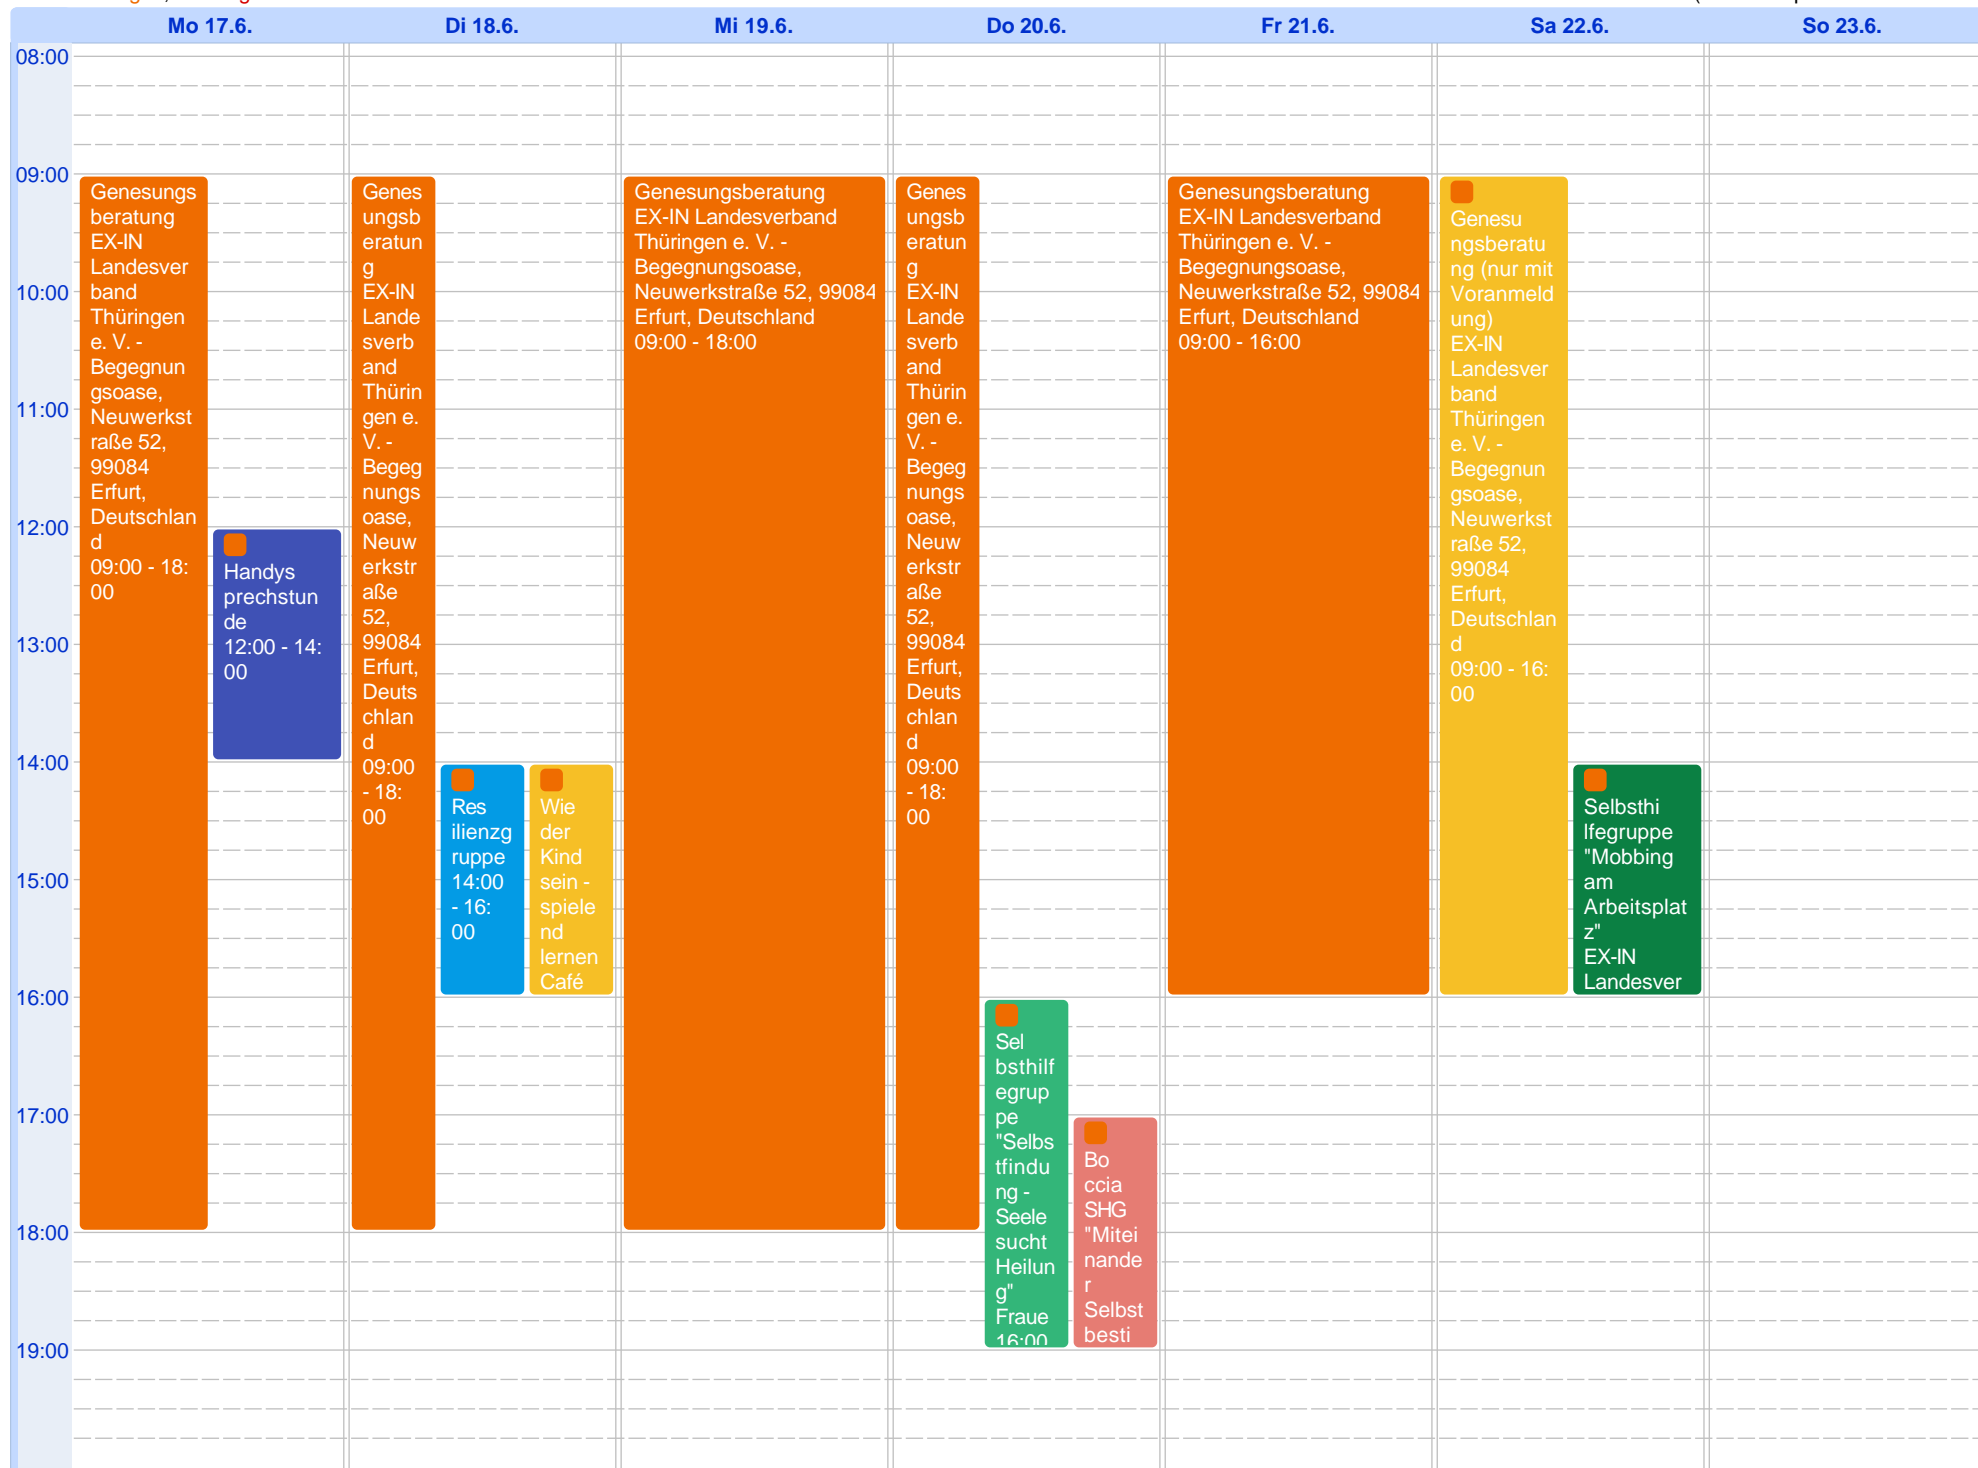 Mo 17.6.
Di 18.6.
Mi 19.6.
Do 20.6.
Fr 21.6.
Sa 22.6.
So 23.6.
08:00
09:00
10:00
11:00
12:00
13:00
14:00
15:00
16:00
17:00
18:00
19:00
Genesungs
beratung
EX-IN
Landesver
band
Thüringen
e. V. -
Begegnun
gsoase,
Neuwerkst
raße 52,
99084
Erfurt,
Deutschlan
d
09:00 - 18:
00
Handys
prechstun
de
12:00 - 14:
00
Genes
ungsb
eratun
g
EX-IN
Lande
sverb
and
Thürin
gen e.
V. -
Begeg
nungs
oase,
Neuw
erkstr
aße
52,
99084
Erfurt,
Deuts
chlan
d
09:00
- 18:
00
Res
ilienzg
ruppe
14:00
- 16:
00
Wie
der
Kind
sein -
spiele
nd
lernen
Café
Genesungsberatung
EX-IN Landesverband
Thüringen e. V. -
Begegnungsoase,
Neuwerkstraße 52, 99084
Erfurt, Deutschland
09:00 - 18:00
Genes
ungsb
eratun
g
EX-IN
Lande
sverb
and
Thürin
gen e.
V. -
Begeg
nungs
oase,
Neuw
erkstr
aße
52,
99084
Erfurt,
Deuts
chlan
d
09:00
- 18:
00
Sel
bsthilf
egrup
pe
"Selbs
tfindu
ng -
Seele
sucht
Heilun
g"
Fraue
16:00
Bo
ccia
SHG
"Mitei
nande
r
Selbst
besti
Genesungsberatung
EX-IN Landesverband
Thüringen e. V. -
Begegnungsoase,
Neuwerkstraße 52, 99084
Erfurt, Deutschland
09:00 - 16:00
Genesu
ngsberatu
ng (nur mit
Voranmeld
ung)
EX-IN
Landesver
band
Thüringen
e. V. -
Begegnun
gsoase,
Neuwerkst
raße 52,
99084
Erfurt,
Deutschlan
d
09:00 - 16:
00
Selbsthi
lfegruppe
"Mobbing
am
Arbeitsplat
z"
EX-IN
Landesver